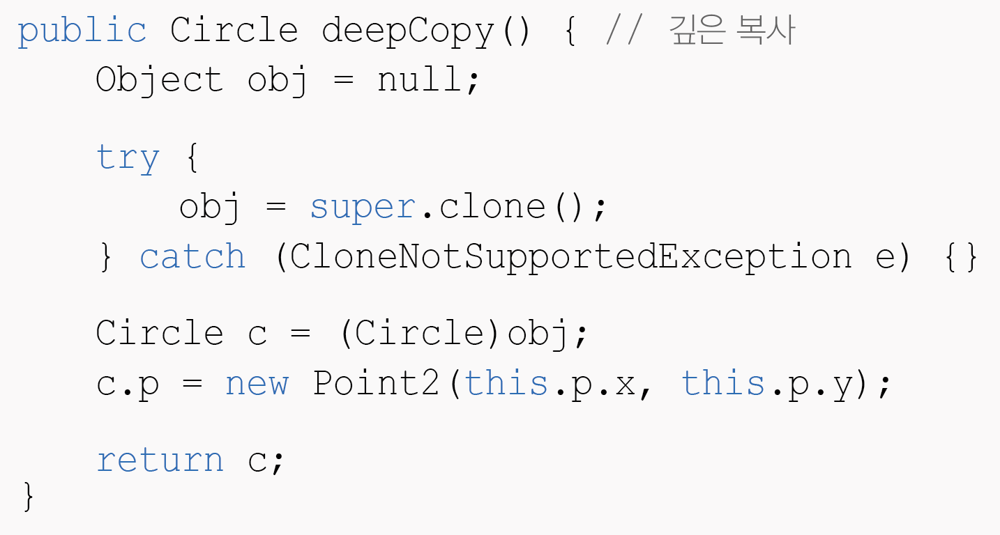 public Circle deepCopy() { // 깊은 복사
    Object obj = null;
    try {
        obj = super.clone();
    } catch (CloneNotSupportedException e) {}
    Circle c = (Circle)obj;
    c.p = new Point2(this.p.x, this.p.y);
    return c;
}